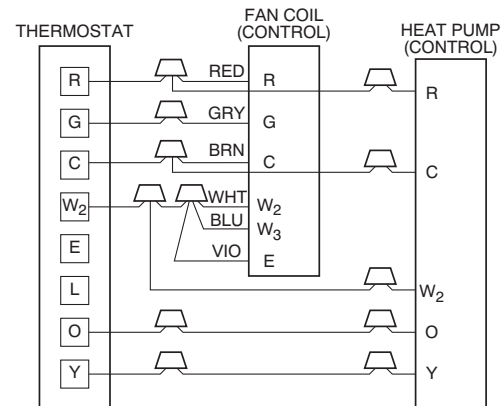 THERMOSTAT
FAN COIL
(CONTROL)
HEAT PUMP
(CONTROL)
R
RED
R
R
G
GRY
G
C
BRN
C
C
W₂
WHT
W₂
BLU
W₃
E
VIO
E
L
W₂
O
O
Y
Y